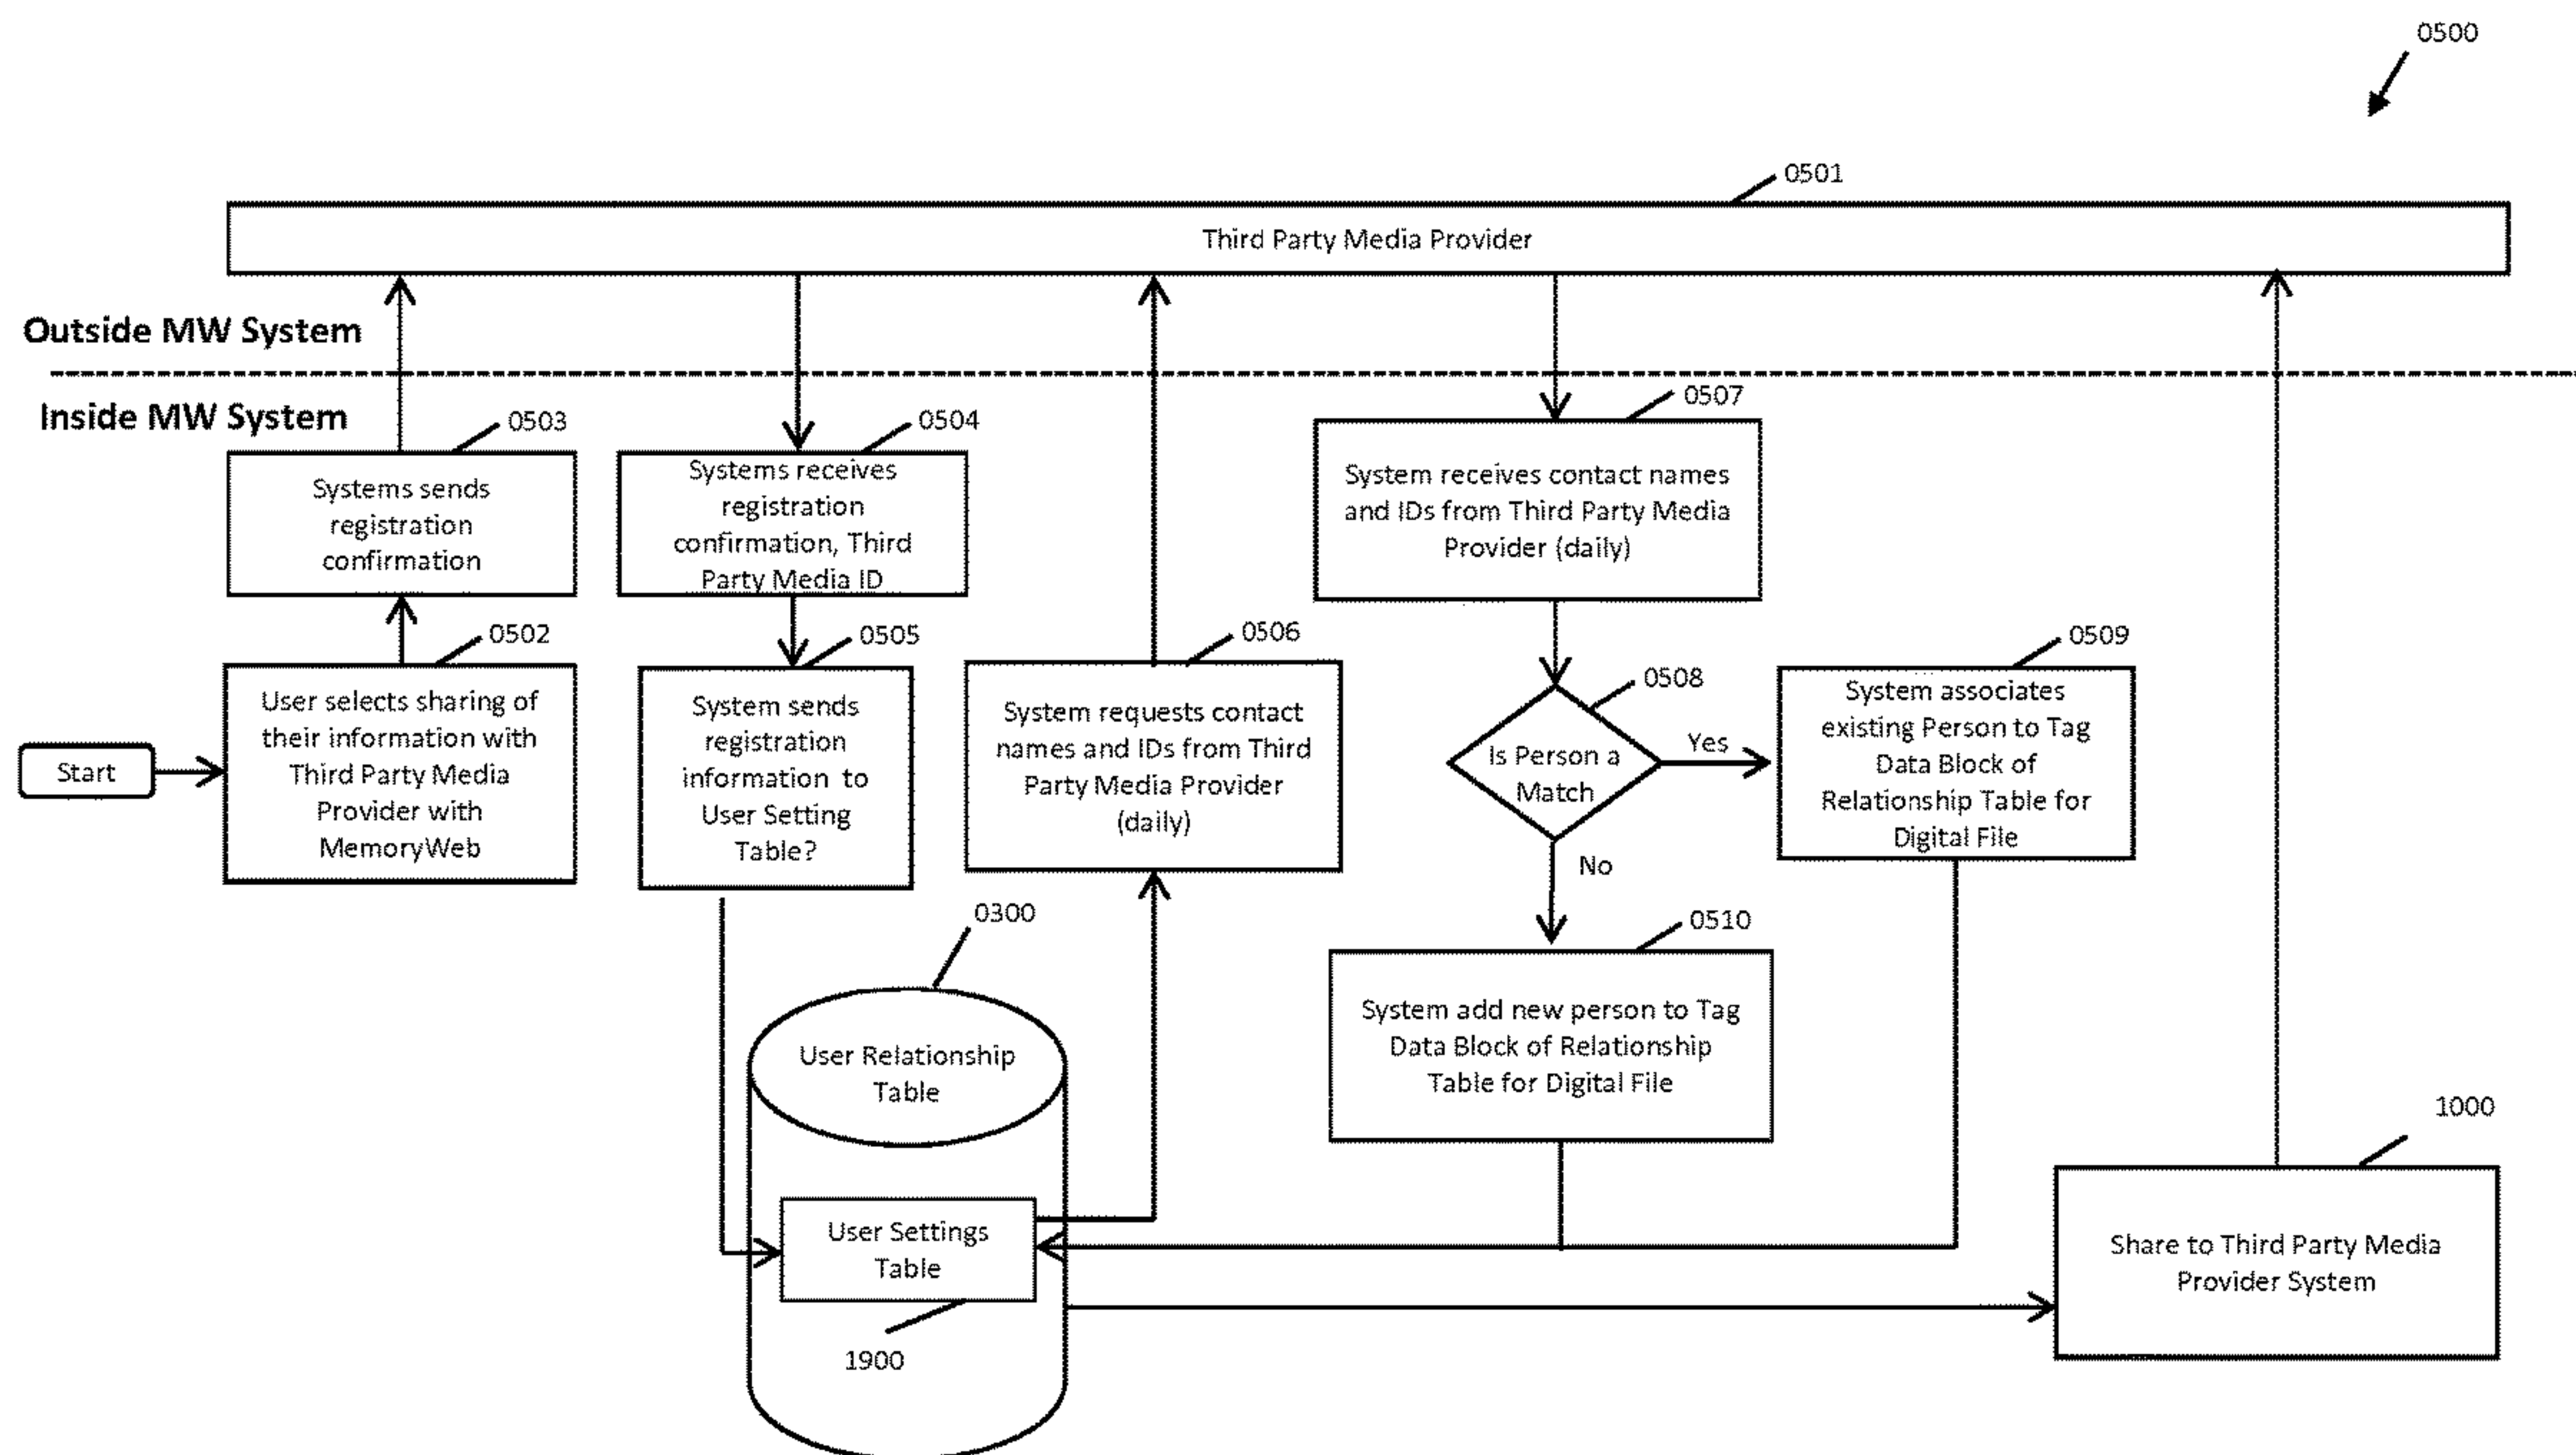 0500
0501
Third Party Media Provider
Outside MW System
Inside MW System
0503
Systems sends
registration
confirmation
0504
Systems receives
registration
confirmation, Third
Party Media ID
0507
System receives contact names
and IDs from Third Party Media
Provider (daily)
Start
0502
User selects sharing of
their information with
Third Party Media
Provider with
MemoryWeb
0505
System sends
registration
information to
User Setting
Table?
0506
System requests contact
names and IDs from Third
Party Media Provider
(daily)
0508
Is Person a
Match
Yes
No
0509
System associates
existing Person to Tag
Data Block of
Relationship Table for
Digital File
0510
System add new person to Tag
Data Block of Relationship
Table for Digital File
0300
User Relationship
Table
User Settings
Table
1900
1000
Share to Third Party Media
Provider System